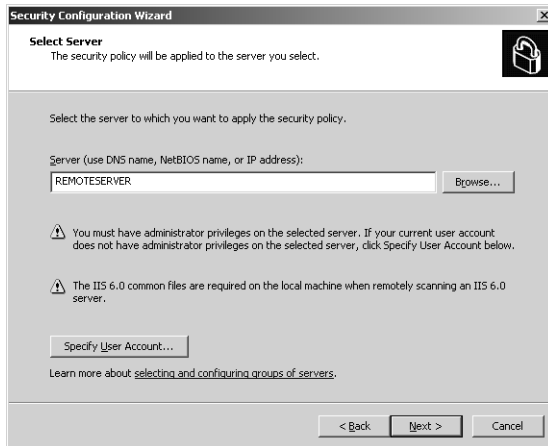 Security Configuration Wizard
Select Server
The security policy will be applied to the server you select.
Select the server to which you want to apply the security policy.
Server (use DNS name, NetBIOS name, or IP address):
REMOTESERVER
Browse...
You must have administrator privileges on the selected server. If your current user account
does not have administrator privileges on the selected server, click Specify User Account below.
The IIS 6.0 common files are required on the local machine when remotely scanning an IIS 6.0
server.
Specify User Account...
Learn more about selecting and configuring groups of servers.
< Back
Next >
Cancel